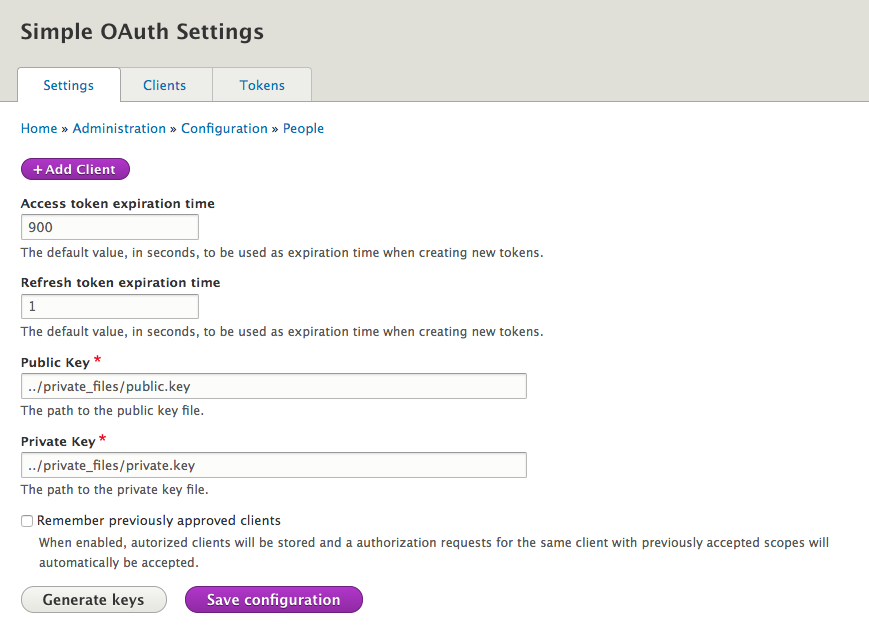 Simple OAuth Settings
Settings Clients Tokens
Home » Administration » Configuration » People
+ Add Client
Access token expiration time
900
The default value, in seconds, to be used as expiration time when creating new tokens.
Refresh token expiration time
1
The default value, in seconds, to be used as expiration time when creating new tokens.
Public Key *
../private_files/public.key
The path to the public key file.
Private Key *
../private_files/private.key
The path to the private key file.
Remember previously approved clients
When enabled, autorized clients will be stored and a authorization requests for the same client with previously accepted scopes will
automatically be accepted.
Generate keys Save configuration